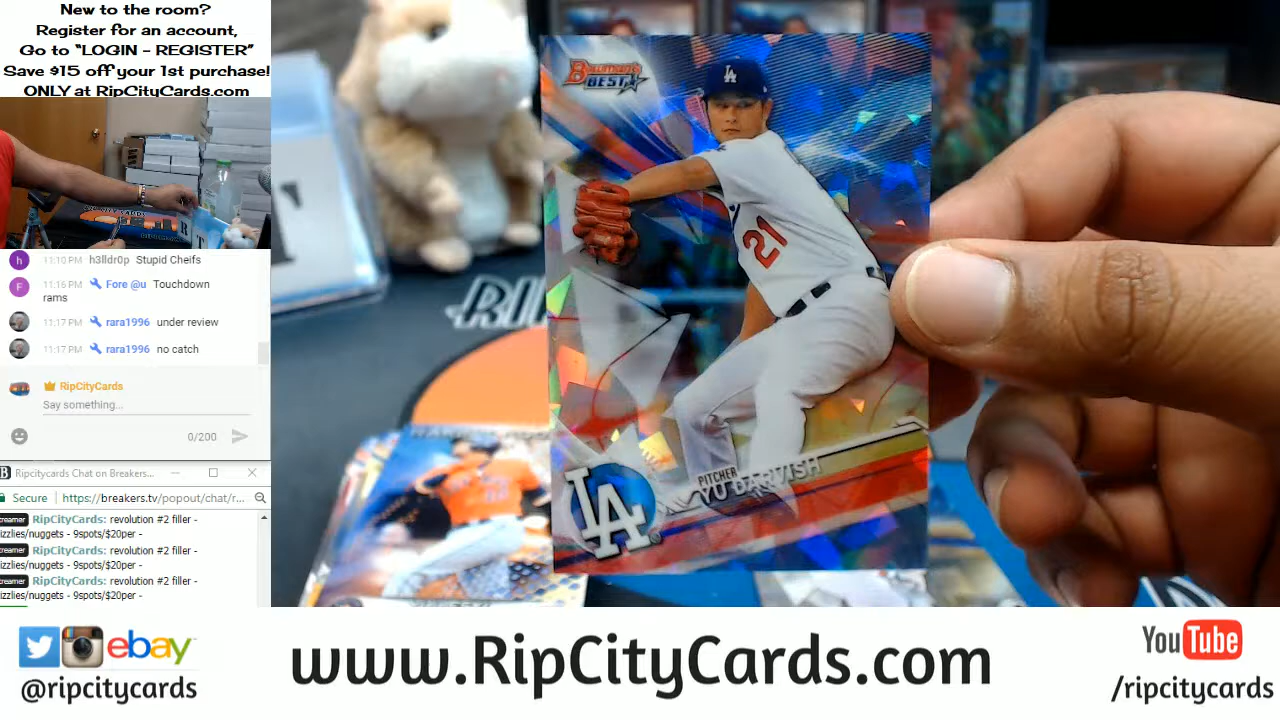 New to the room?
Register for an account,
Go to “LOGIN - REGISTER”
Save $15 off your 1st purchase!
ONLY at RipCityCards.com
h 11:10 PM h3lldr0p Stupid Cheifs
F 11:16 PM Fore @u Touchdown
rams
11:17 PM rara1996 under review
11:17 PM rara1996 no catch
RipCityCards
Say something...
0/200
Ripcitycards Chat on Breakers...
Secure https://breakers.tv/popout/chat/r...
reamer RipCityCards: revolution #2 filler -
izzlies/nuggets - 9spots/$20per -
reamer RipCityCards: revolution #2 filler -
izzlies/nuggets - 9spots/$20per -
reamer RipCityCards: revolution #2 filler -
izzlies/nuggets - 9spots/$20per -
Bowman's
BEST
LA
21
PITCHER
YU DARVISH
LA
ebay
@ripcitycards
www.RipCityCards.com
YouTube
/ripcitycards